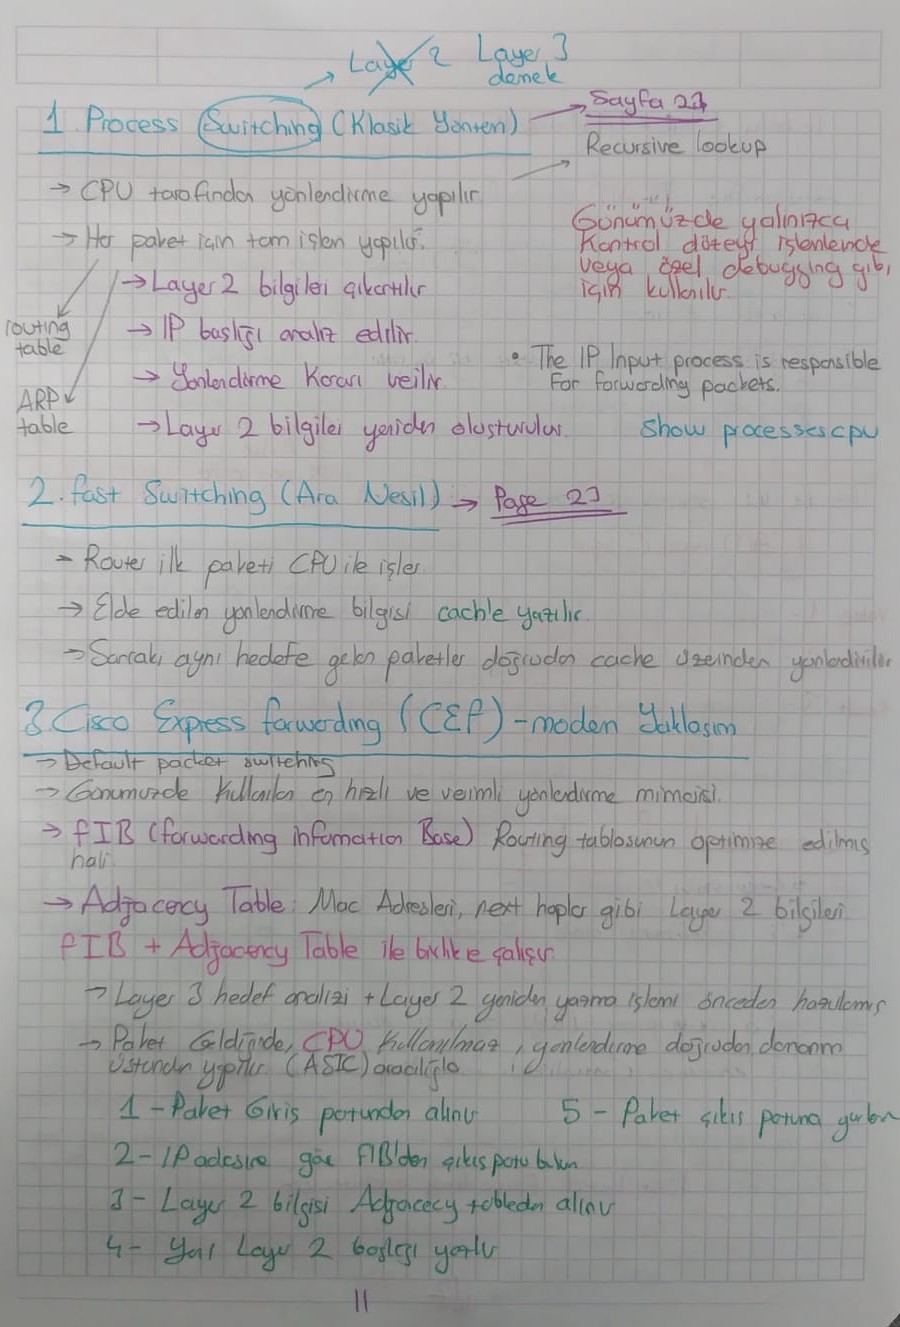 Layer 2 Layer 3
demek
1. Process Switching (Klasik Yöntem)
Sayfa 27
Recursive lookup
→ CPU tarafından yönlendirme yapılır
→ Her paket için tam işlem yapılır.
Günümüzde yalnızca
Kontrol düzeyi işlemlerinde
veya özel debugging gibi
için kullanılır.
→ Layer 2 bilgileri çıkartılır
routing
table
→ IP başlığı analiz edilir.
→ Yönlendirme Kararı verilir
• The IP Input process is responsible
For forwarding packets.
ARP
table
→ Layer 2 bilgileri yeniden oluşturulur.
Show processes cpu
2. Fast Switching (Ara Nesil) → Page 27
→ Router ilk paketi CPU ile işler.
→ Elde edilen yönlendirme bilgisi cache'e yazılır.
→ Sonraki aynı hedefe gelen paketler doğrudan cache üzerinden yönlendirilir
3. Cisco Express Forwarding (CEF) - modern Yaklaşım
→ Default packet switching
→ Günümüzde Kullanılan en hızlı ve verimli yönlendirme mimarisi.
→ FIB (Forwarding Information Base) Routing tablosunun optimize edilmiş
hali
→ Adjacency Table: Mac Adresleri, next hoplar gibi Layer 2 bilgileri
FIB + Adjacency Table ile birlikte çalışır.
→ Layer 3 hedef analizi + Layer 2 yeniden yazma işlemi önceden hazırlanmış
→ Paket Geldiğinde, CPU Kullanılmaz, yönlendirme doğrudan donanım
üstünden yapılır (ASIC) aracılığıyla
1 - Paket Giriş portundan alınır
5 - Paket çıkış portuna
2 - IP adresine göre FIB'den çıkış portu bulunur
3 - Layer 2 bilgisi Adjacecy tableden alınır
4 - Yeni Layer 2 başlığı yazılır
11